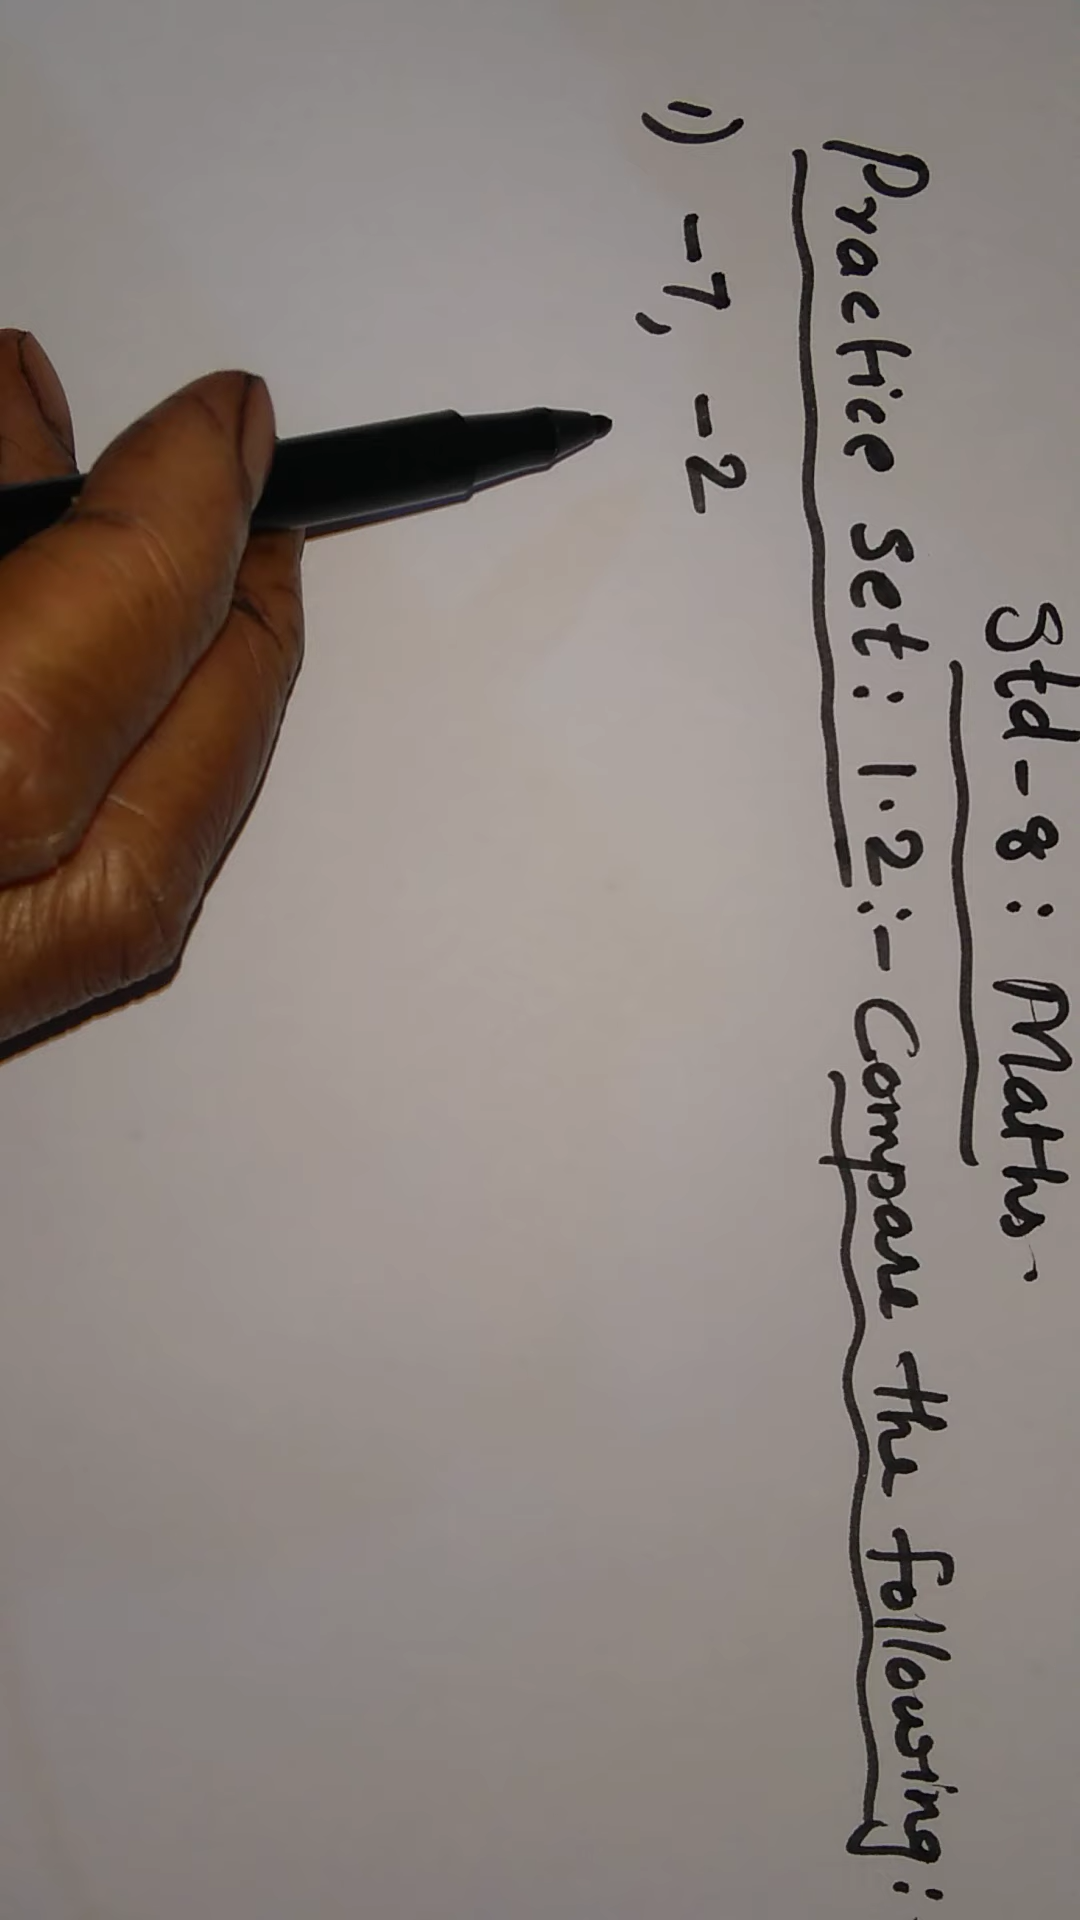 Std-8 : Maths.
Practice Set : 1.2 :- Compare the following :
1) -7, -2